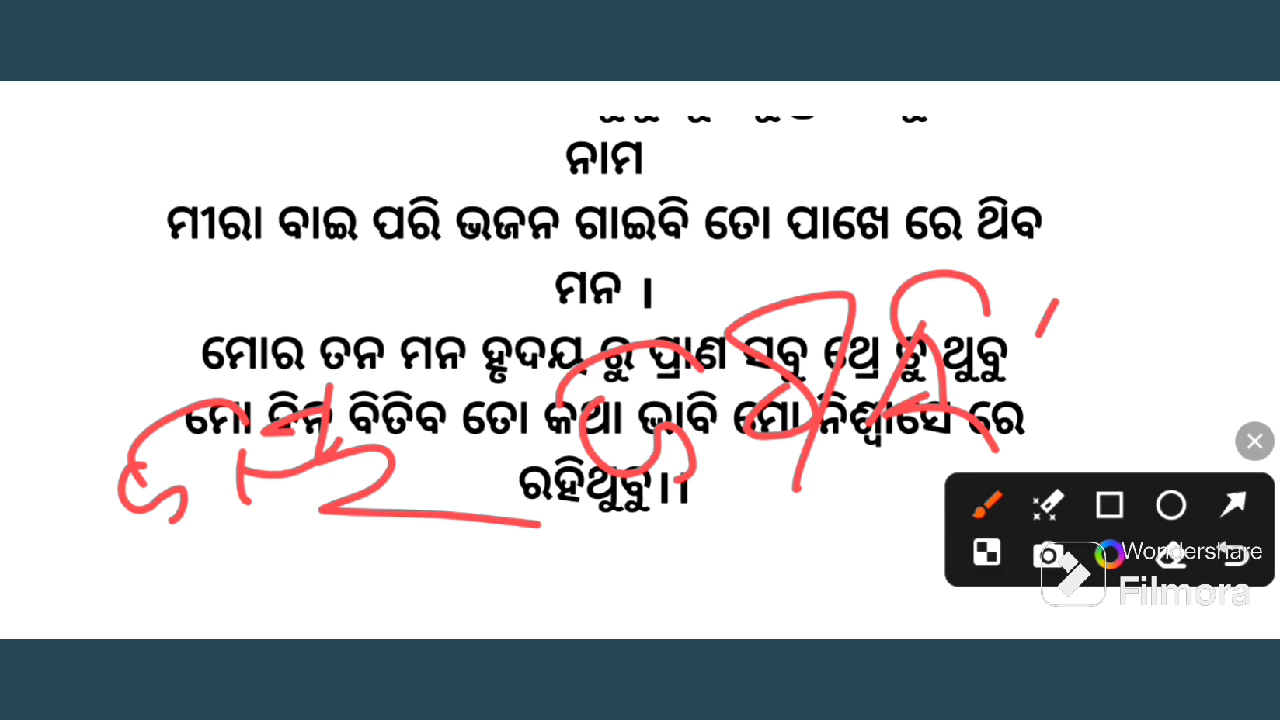 ନାମ
ମୀରା ବାଇ ପରି ଭଜନ ଗାଇବି ତୋ ପାଖେ ରେ ଥିବ
ମନ ।
ମୋର ତନ ମନ ହୃଦୟ ରୁ ପ୍ରାଣ ସବୁ ଥିରେ ତୁ ଥିବୁ
ମୋ ଦିନ ବିତିବ ତୋ କଥା ଭାବି ମୋ ନିଶ୍ୱାସେ ରେ
ରହିଥିବୁ।।
Wondershare
Filmora